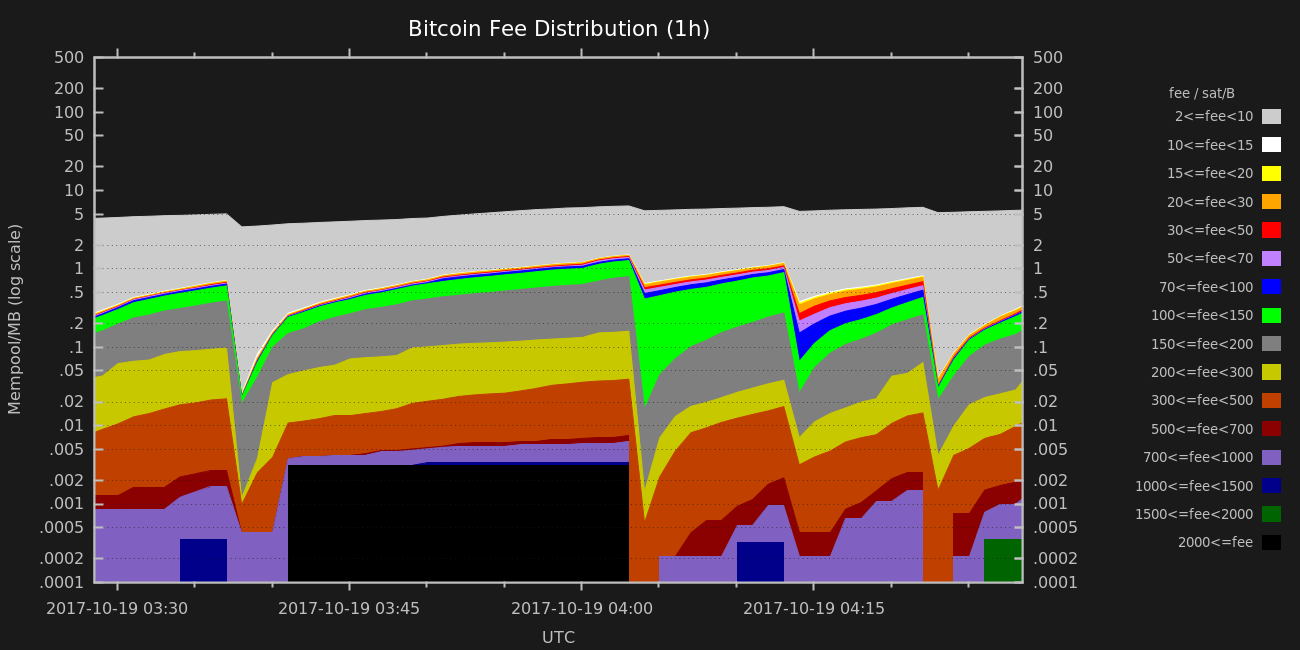 Bitcoin Fee Distribution (1h)
500
200
100
50
20
10
5
2
1
.5
.2
.1
.05
.02
.01
.005
.002
.001
.0005
.0002
.0001
Mempool/MB (log scale)
500
200
100
50
20
10
5
2
1
.5
.2
.1
.05
.02
.01
.005
.002
.001
.0005
.0002
.0001
2017-10-19 03:30
2017-10-19 03:45
2017-10-19 04:00
2017-10-19 04:15
UTC
fee / sat/B
2<=fee<10
10<=fee<15
15<=fee<20
20<=fee<30
30<=fee<50
50<=fee<70
70<=fee<100
100<=fee<150
150<=fee<200
200<=fee<300
300<=fee<500
500<=fee<700
700<=fee<1000
1000<=fee<1500
1500<=fee<2000
2000<=fee